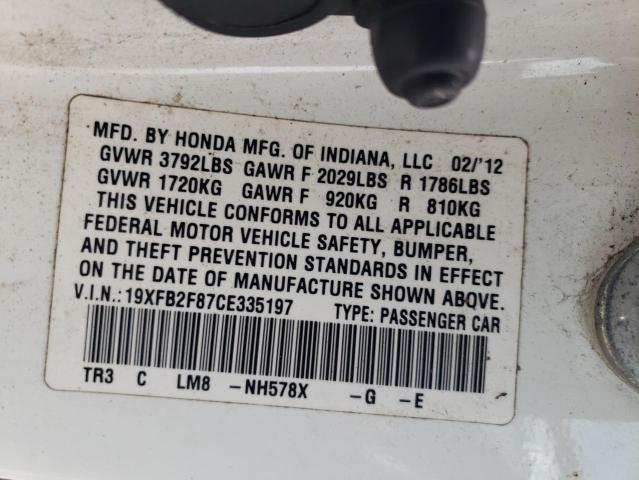 MFD. BY HONDA MFG. OF INDIANA, LLC 02/'12
GVWR 3792LBS GAWR F 2029LBS R 1786LBS
GVWR 1720KG GAWR F 920KG R 810KG
THIS VEHICLE CONFORMS TO ALL APPLICABLE
FEDERAL MOTOR VEHICLE SAFETY, BUMPER,
AND THEFT PREVENTION STANDARDS IN EFFECT
ON THE DATE OF MANUFACTURE SHOWN ABOVE.
V.I.N.:19XFB2F87CE335197 TYPE: PASSENGER CAR
TR3 C LM8 -NH578X -G -E